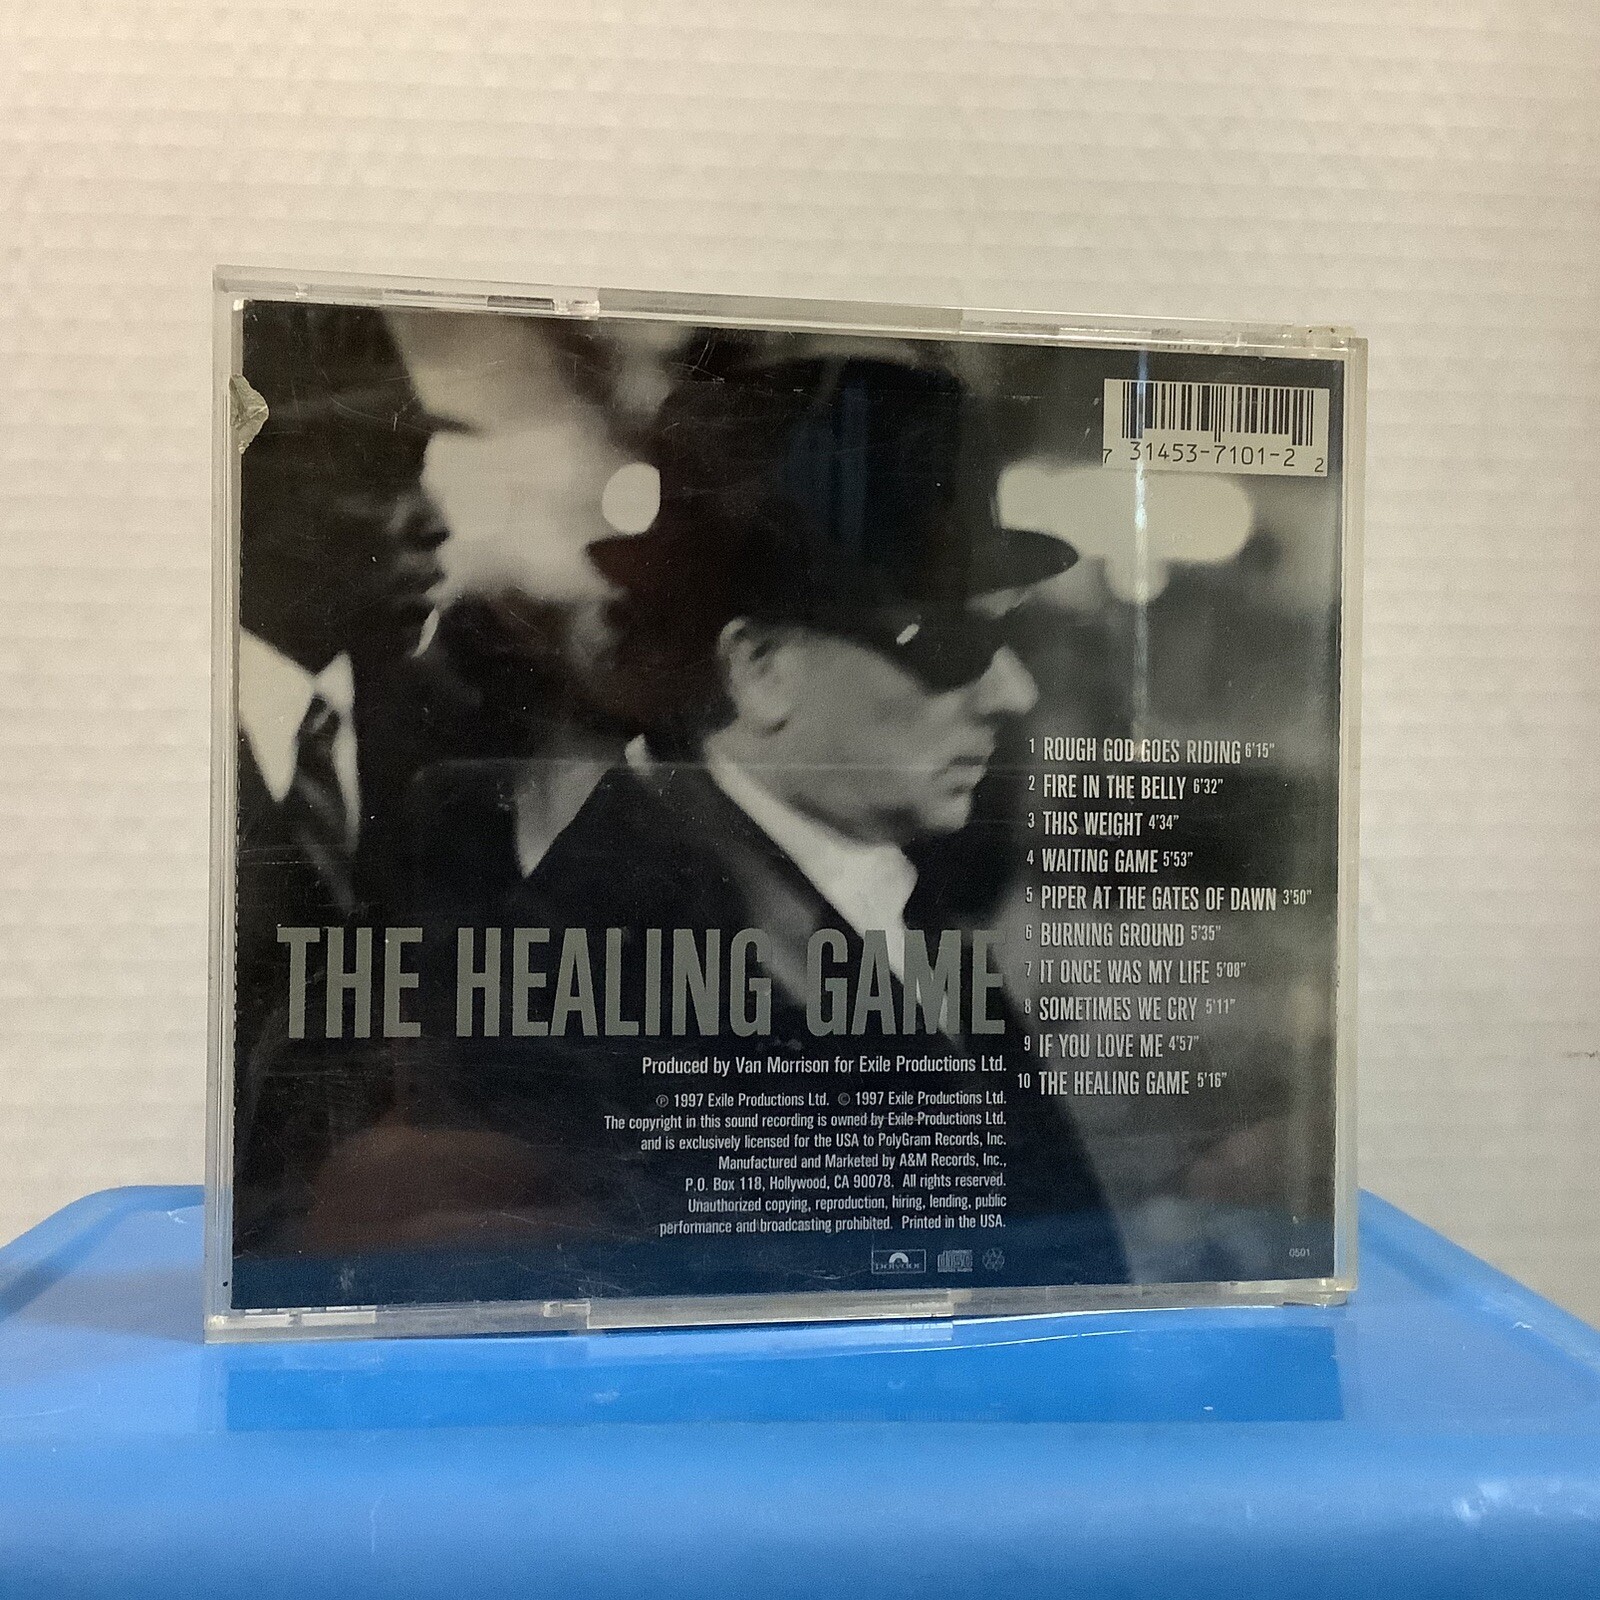 7 31453-7101-2 2
1 ROUGH GOD GOES RIDING 6'15"
2 FIRE IN THE BELLY 6'32"
3 THIS WEIGHT 4'34"
4 WAITING GAME 5'53"
5 PIPER AT THE GATES OF DAWN 3'50"
6 BURNING GROUND 5'35"
7 IT ONCE WAS MY LIFE 5'08"
8 SOMETIMES WE CRY 5'11"
9 IF YOU LOVE ME 4'57"
10 THE HEALING GAME 5'16"
THE HEALING GAME
Produced by Van Morrison for Exile Productions Ltd.
℗ 1997 Exile Productions Ltd. © 1997 Exile Productions Ltd.
The copyright in this sound recording is owned by Exile Productions Ltd.
and is exclusively licensed for the USA to PolyGram Records, Inc.
Manufactured and Marketed by A&M Records, Inc.,
P.O. Box 118, Hollywood, CA 90078. All rights reserved.
Unauthorized copying, reproduction, hiring, lending, public
performance and broadcasting prohibited. Printed in the USA.
polydor disc
0501